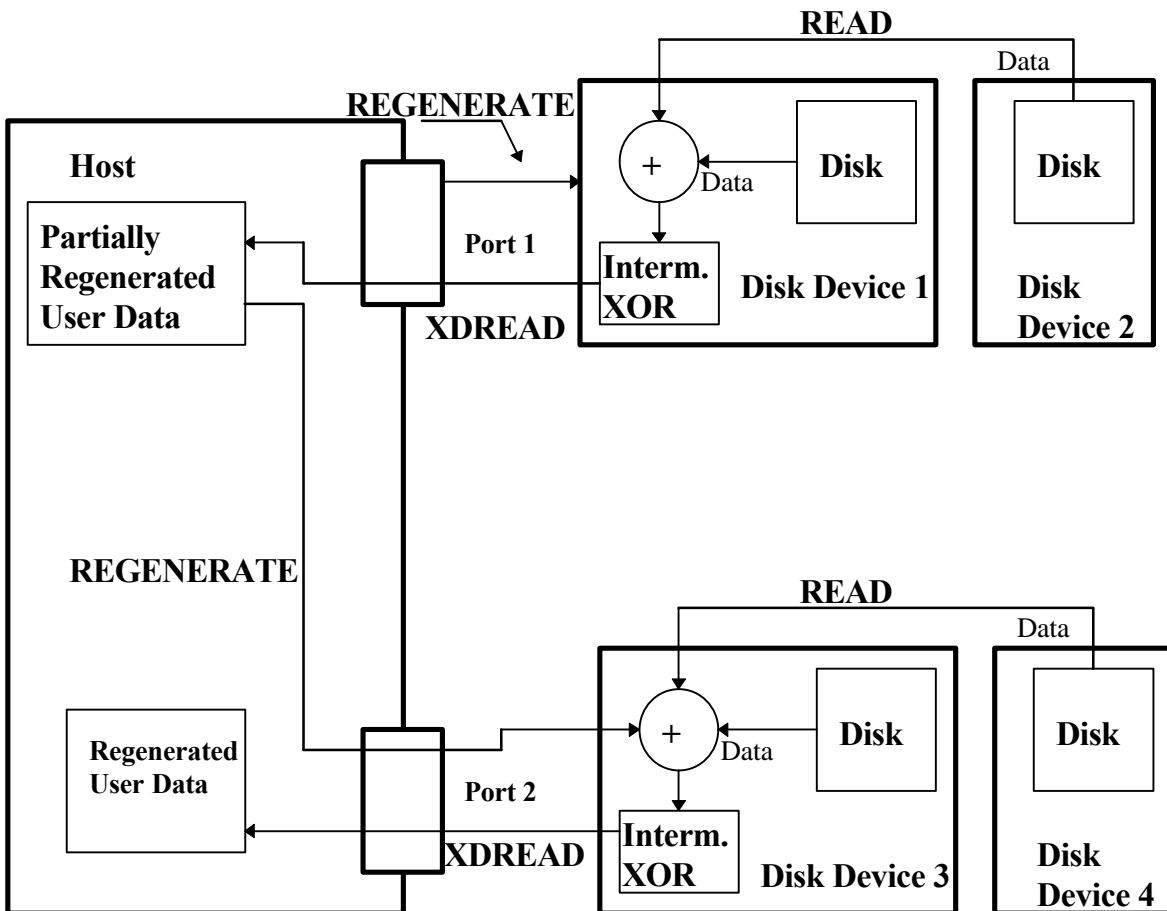 READ
Data
REGENERATE
Host
+
Data
Disk
Disk
Partially
Regenerated
User Data
Port 1
Interm.
XOR
Disk Device 1
Disk
Device 2
XDREAD
REGENERATE
READ
Data
+
Data
Disk
Disk
Regenerated
User Data
Port 2
Interm.
XOR
XDREAD
Disk Device 3
Disk
Device 4